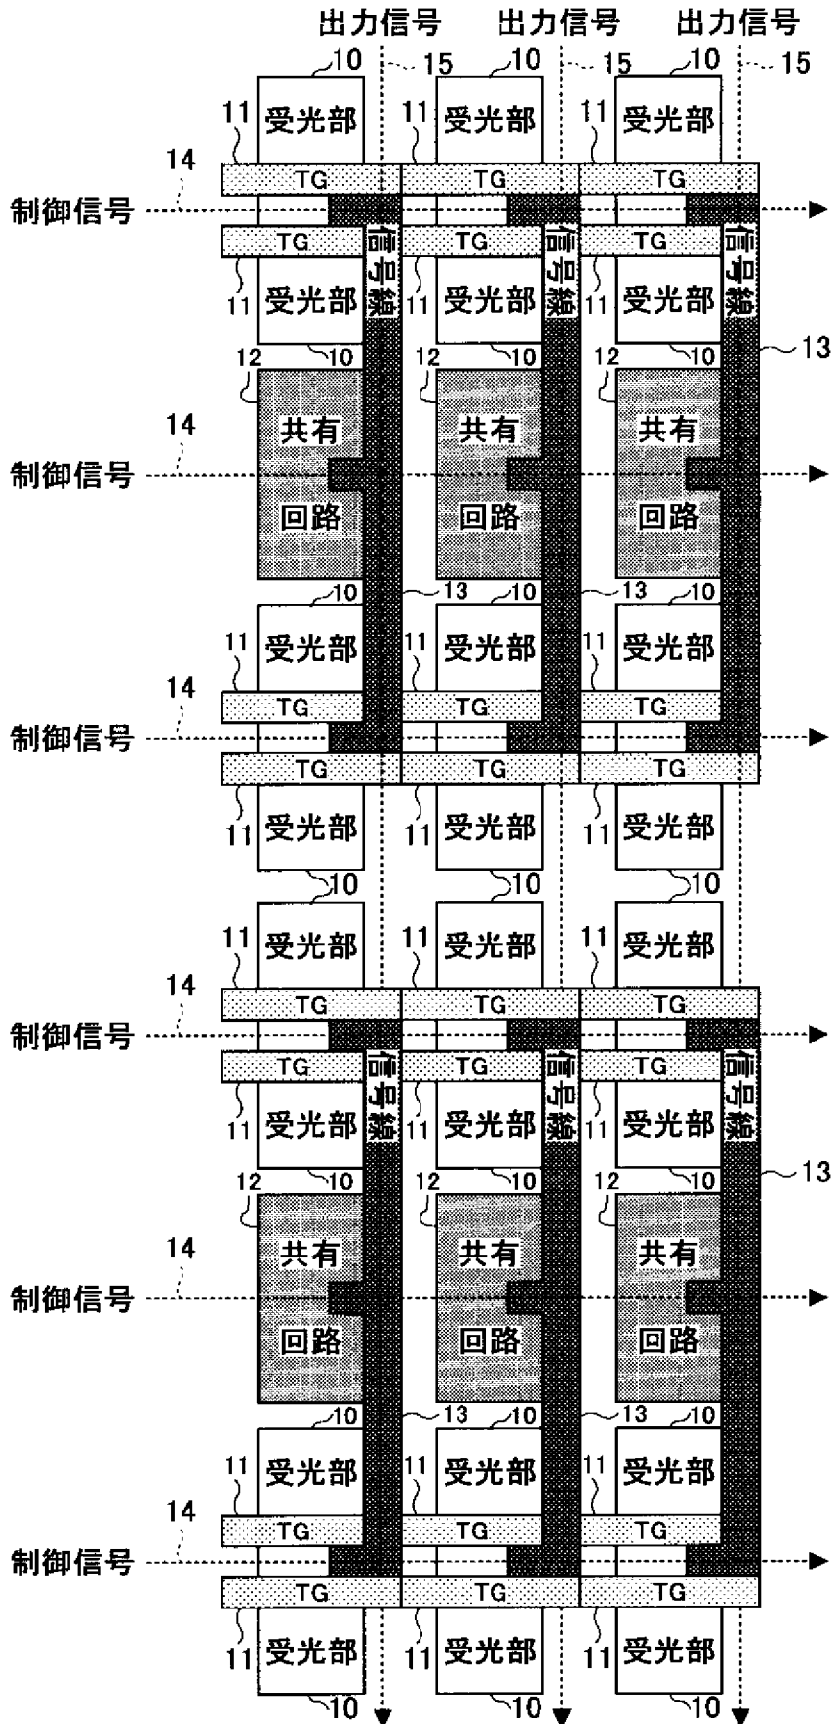 出力信号 出力信号 出力信号
10 15 10 15 10 15
11 受光部 11 受光部 11 受光部
14 TG TG TG
制御信号
TG 信号線 TG 信号線 TG 信号線
11 受光部 11 受光部 11 受光部
12 10 12 10 12 10 13
14 共有 共有 共有
制御信号
回路 回路 回路
10 13 10 13 10
11 受光部 11 受光部 11 受光部
14 TG TG TG
制御信号
TG TG TG
11 受光部 11 受光部 11 受光部
10 10 10
11 受光部 11 受光部 11 受光部
14 TG TG TG
制御信号
TG 信号線 TG 信号線 TG 信号線
11 受光部 11 受光部 11 受光部
12 10 12 10 12 10 13
14 共有 共有 共有
制御信号
回路 回路 回路
10 13 10 13 10
11 受光部 11 受光部 11 受光部
14 TG TG TG
制御信号
TG TG TG
11 受光部 11 受光部 11 受光部
10 10 10